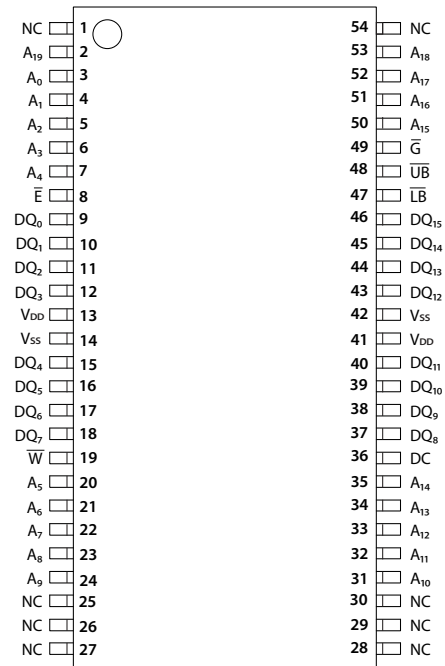 NC 1 54 NC
A₁₉ 2 53 A₁₈
A₀ 3 52 A₁₇
A₁ 4 51 A₁₆
A₂ 5 50 A₁₅
A₃ 6 49 G̅
A₄ 7 48 U̅B̅
E̅ 8 47 L̅B̅
DQ₀ 9 46 DQ₁₅
DQ₁ 10 45 DQ₁₄
DQ₂ 11 44 DQ₁₃
DQ₃ 12 43 DQ₁₂
VDD 13 42 Vss
Vss 14 41 VDD
DQ₄ 15 40 DQ₁₁
DQ₅ 16 39 DQ₁₀
DQ₆ 17 38 DQ₉
DQ₇ 18 37 DQ₈
W̅ 19 36 DC
A₅ 20 35 A₁₄
A₆ 21 34 A₁₃
A₇ 22 33 A₁₂
A₈ 23 32 A₁₁
A₉ 24 31 A₁₀
NC 25 30 NC
NC 26 29 NC
NC 27 28 NC